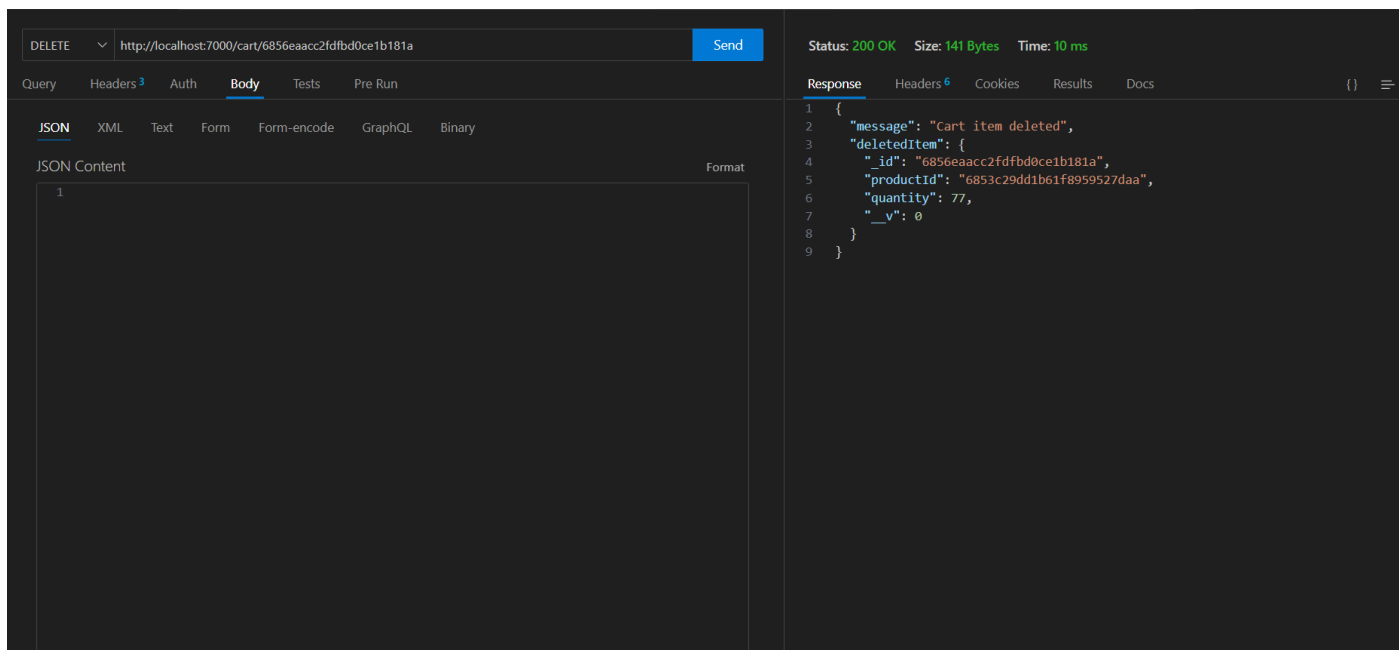 DELETE http://localhost:7000/cart/6856eaacc2fdfbd0ce1b181a Send
Query Headers 3 Auth Body Tests Pre Run
JSON XML Text Form Form-encode GraphQL Binary
JSON Content Format
1
Status: 200 OK Size: 141 Bytes Time: 10 ms
Response Headers 6 Cookies Results Docs { }
1 {
2 "message": "Cart item deleted",
3 "deletedItem": {
4 "_id": "6856eaacc2fdfbd0ce1b181a",
5 "productId": "6853c29dd1b61f8959527daa",
6 "quantity": 77,
7 "__v": 0
8 }
9 }